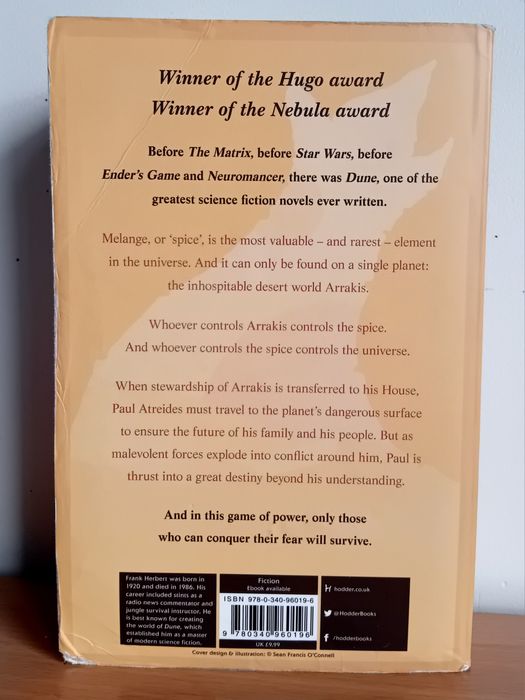 Winner of the Hugo award
Winner of the Nebula award
Before The Matrix, before Star Wars, before
Ender's Game and Neuromancer, there was Dune, one of the
greatest science fiction novels ever written.
Melange, or 'spice', is the most valuable – and rarest – element
in the universe. And it can only be found on a single planet:
the inhospitable desert world Arrakis.
Whoever controls Arrakis controls the spice.
And whoever controls the spice controls the universe.
When stewardship of Arrakis is transferred to his House,
Paul Atreides must travel to the planet's dangerous surface
to ensure the future of his family and his people. But as
malevolent forces explode into conflict around him, Paul is
thrust into a great destiny beyond his understanding.
And in this game of power, only those
who can conquer their fear will survive.
Frank Herbert was born in
1920 and died in 1986. His
career included stints as a
radio news commentator and
jungle survival instructor. He
is best known for creating
the world of Dune, which
established him as a master
of modern science fiction.
Fiction
Ebook available
ISBN 978-0-340-96019-6
9 780340 960196
UK £9.99
hodder.co.uk
@HodderBooks
/hodderbooks
Cover design & illustration: © Sean Francis O'Connell